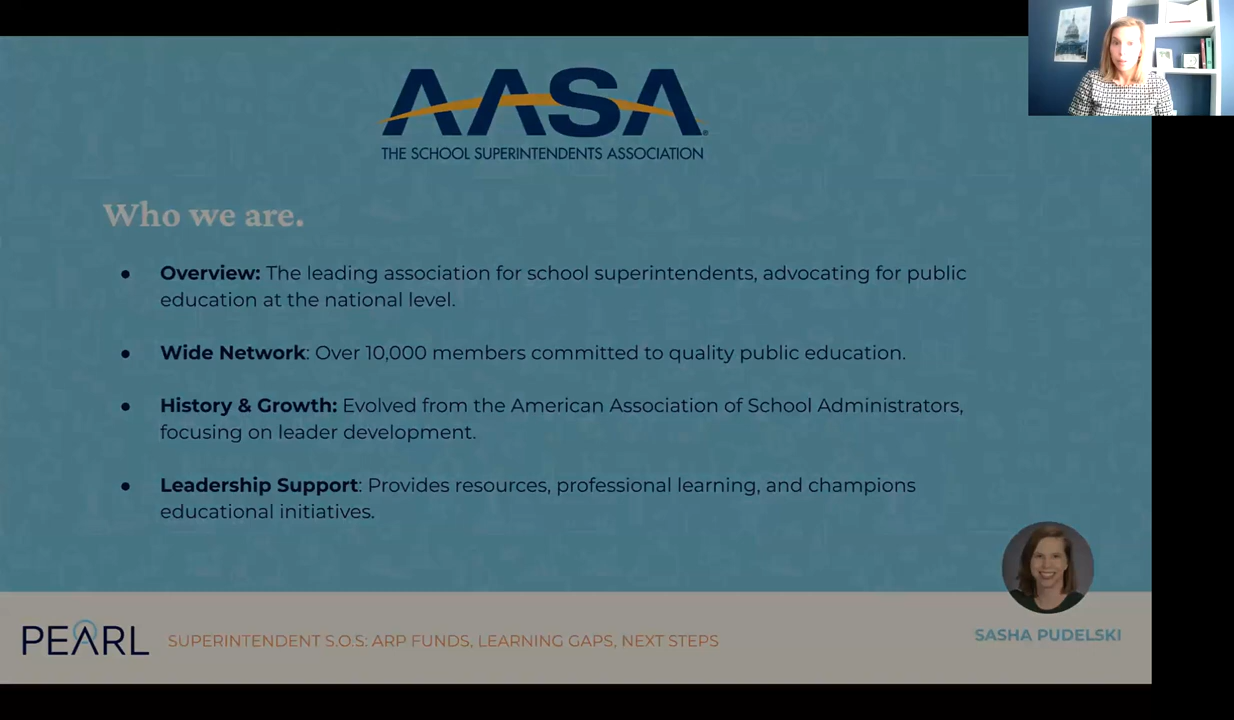 AASA
THE SCHOOL SUPERINTENDENTS ASSOCIATION
Who we are.
● Overview: The leading association for school superintendents, advocating for public
education at the national level.
● Wide Network: Over 10,000 members committed to quality public education.
● History & Growth: Evolved from the American Association of School Administrators,
focusing on leader development.
● Leadership Support: Provides resources, professional learning, and champions
educational initiatives.
SASHA PUDELSKI
PEARL
SUPERINTENDENT S.O.S: ARP FUNDS, LEARNING GAPS, NEXT STEPS